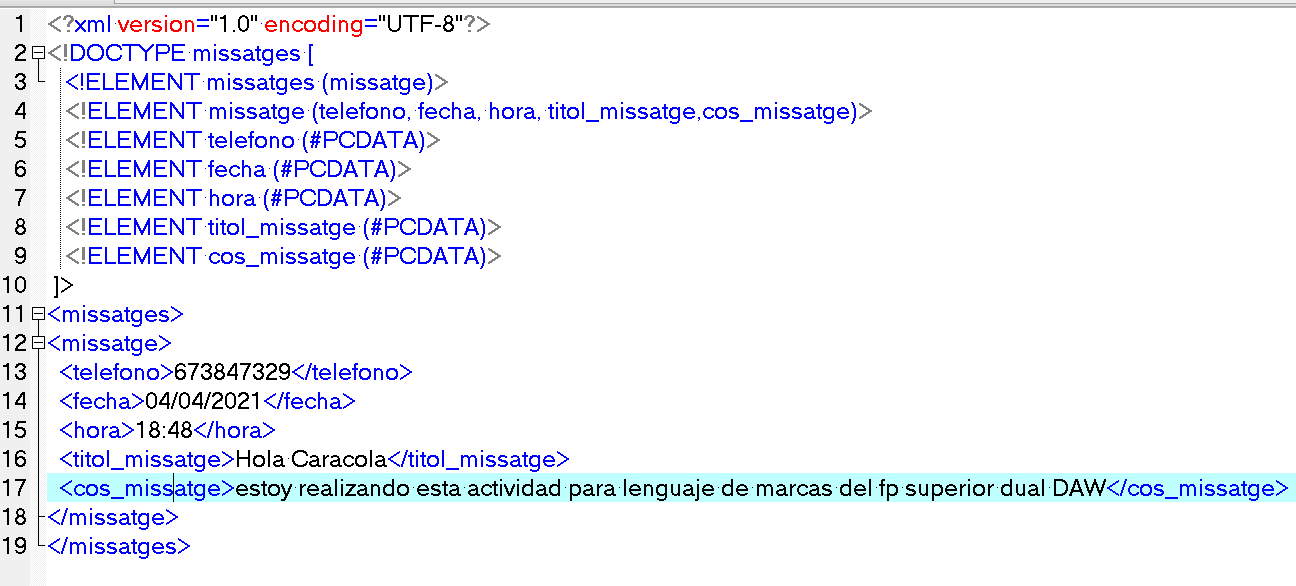 1 <?xml version="1.0" encoding="UTF-8"?>
2 <!DOCTYPE missatges [
3 <!ELEMENT missatges (missatge)>
4 <!ELEMENT missatge (telefono, fecha, hora, titol_missatge,cos_missatge)>
5 <!ELEMENT telefono (#PCDATA)>
6 <!ELEMENT fecha (#PCDATA)>
7 <!ELEMENT hora (#PCDATA)>
8 <!ELEMENT titol_missatge (#PCDATA)>
9 <!ELEMENT cos_missatge (#PCDATA)>
10 ]>
11 <missatges>
12 <missatge>
13 <telefono>673847329</telefono>
14 <fecha>04/04/2021</fecha>
15 <hora>18:48</hora>
16 <titol_missatge>Hola Caracola</titol_missatge>
17 <cos_missatge>estoy realizando esta actividad para lenguaje de marcas del fp superior dual DAW</cos_missatge>
18 </missatge>
19 </missatges>